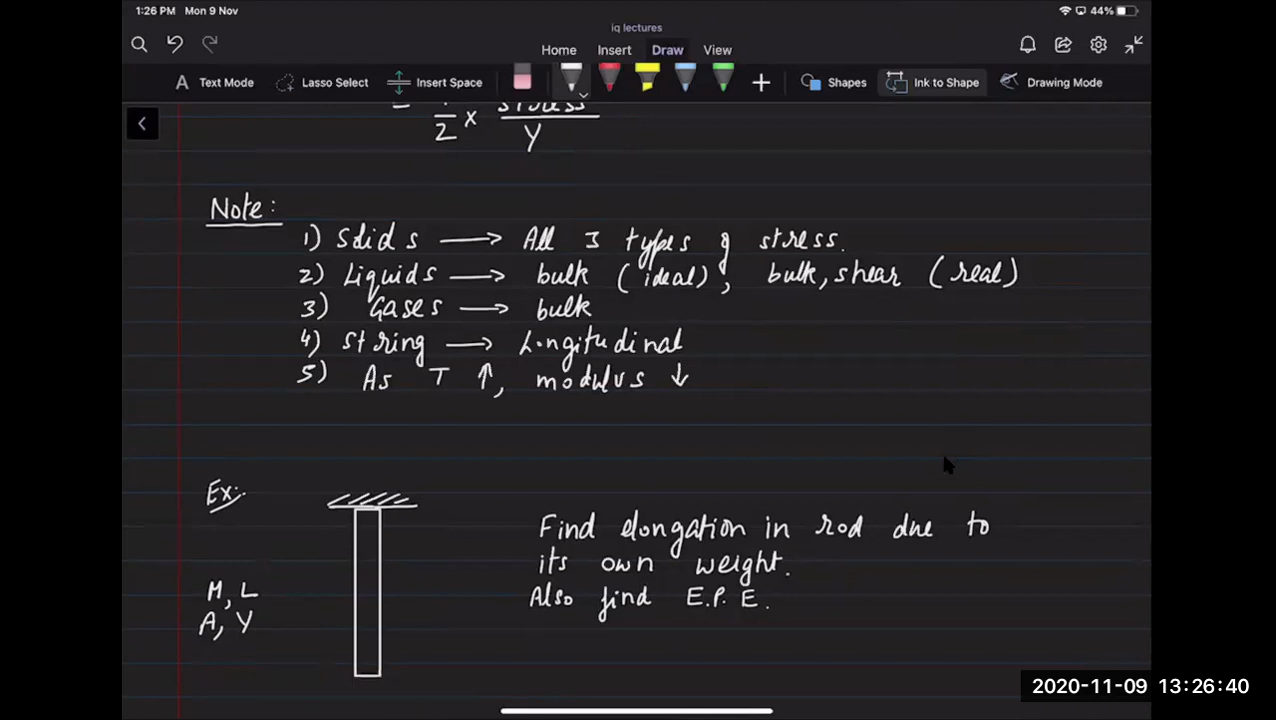 1:26 PM Mon 9 Nov
44%
iq lectures
Home Insert Draw View
Text Mode Lasso Select Insert Space Shapes Ink to Shape Drawing Mode
2 × stress
Y
Note:
1) Solids → All 3 types of stress.
2) Liquids → bulk (ideal), bulk, shear (real)
3) Gases → bulk
4) String → Longitudinal
5) As T ↑, modulus ↓
Ex:
Find elongation in rod due to
its own weight.
Also find E.P.E.
M, L
A, Y
2020-11-09 13:26:40